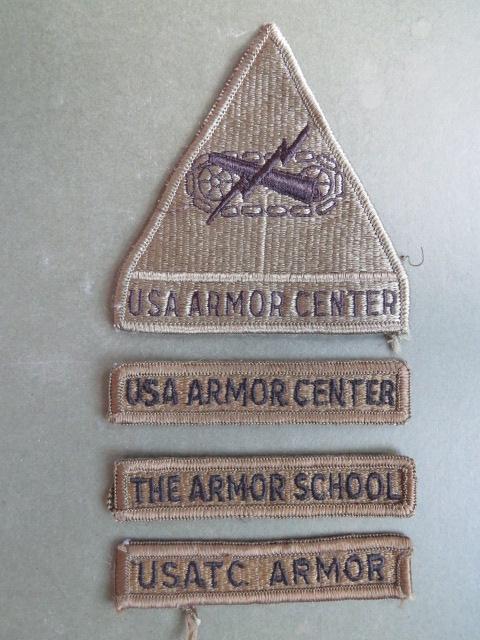 USA ARMOR CENTER
USA ARMOR CENTER
THE ARMOR SCHOOL
USATC ARMOR